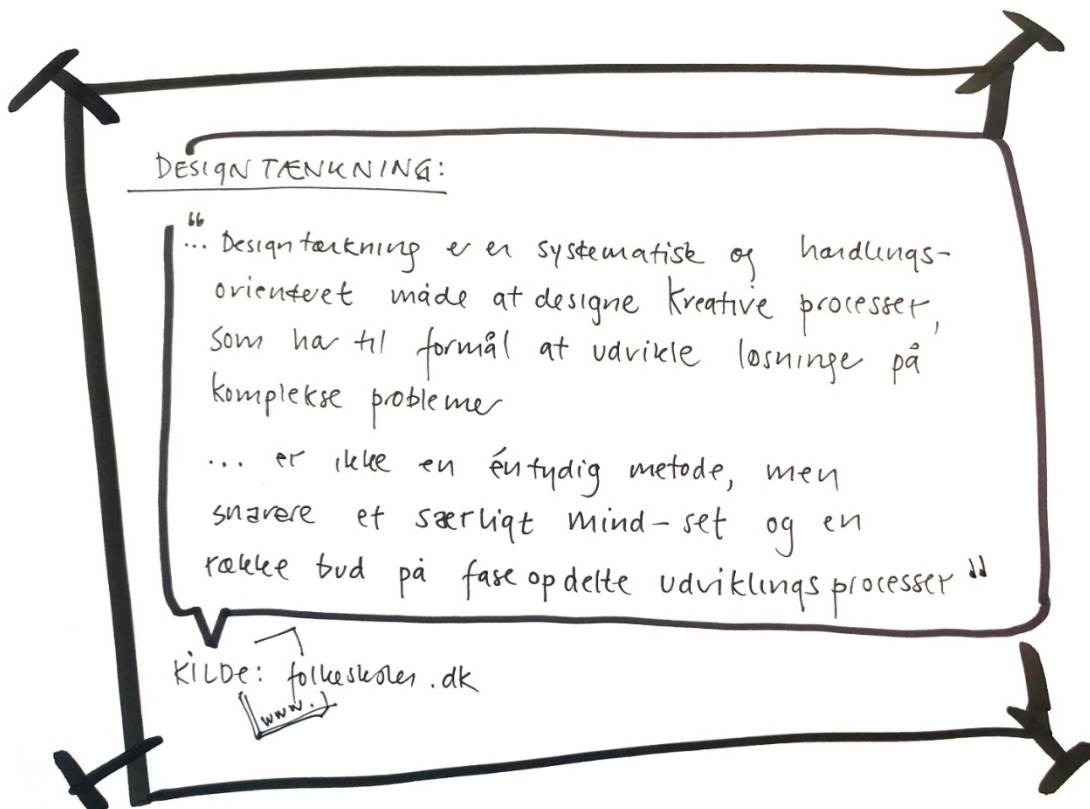 DESIGN TÆNKNING:
“... Designtænkning er en systematisk og handlings-
orienteret måde at designe kreative processer,
som har til formål at udvikle løsninger på
komplekse problemer
... er ikke en éntydig metode, men
snarere et særligt mind-set og en
række bud på faseopdelte udviklingsprocesser”
KILDE: folkeskolen.dk
www.